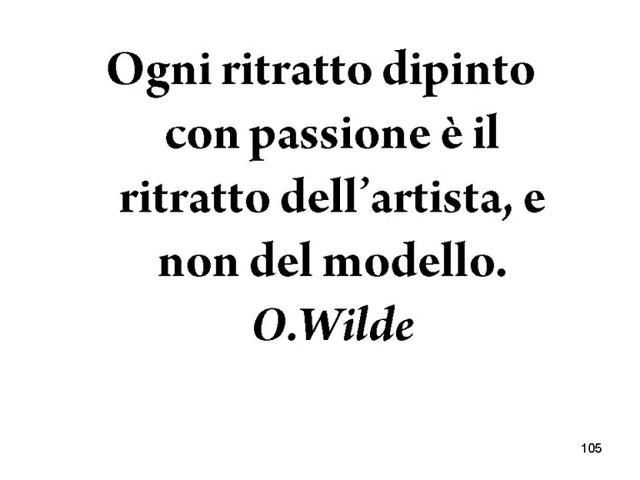 Ogni ritratto dipinto
con passione è il
ritratto dell’artista, e
non del modello.
O.Wilde
105